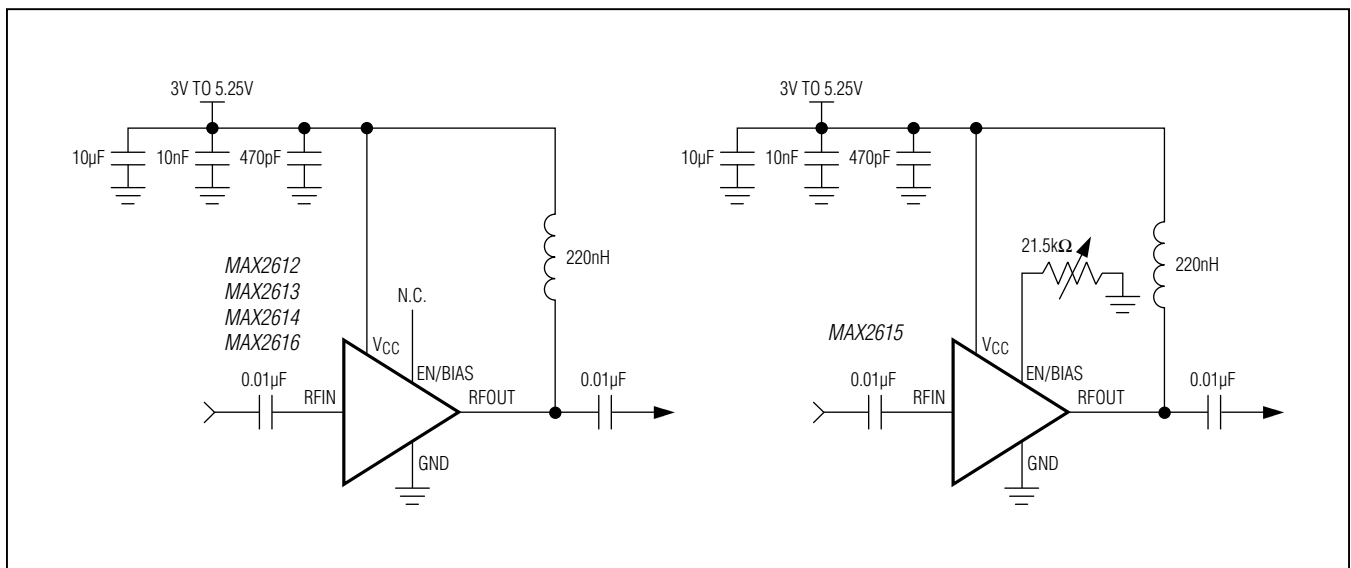 3V TO 5.25V
10µF
10nF
470pF
220nH
MAX2612
MAX2613
MAX2614
MAX2616
N.C.
VCC
EN/BIAS
0.01µF
RFIN
RFOUT
0.01µF
GND
3V TO 5.25V
10µF
10nF
470pF
21.5kΩ
220nH
MAX2615
VCC
EN/BIAS
0.01µF
RFIN
RFOUT
0.01µF
GND